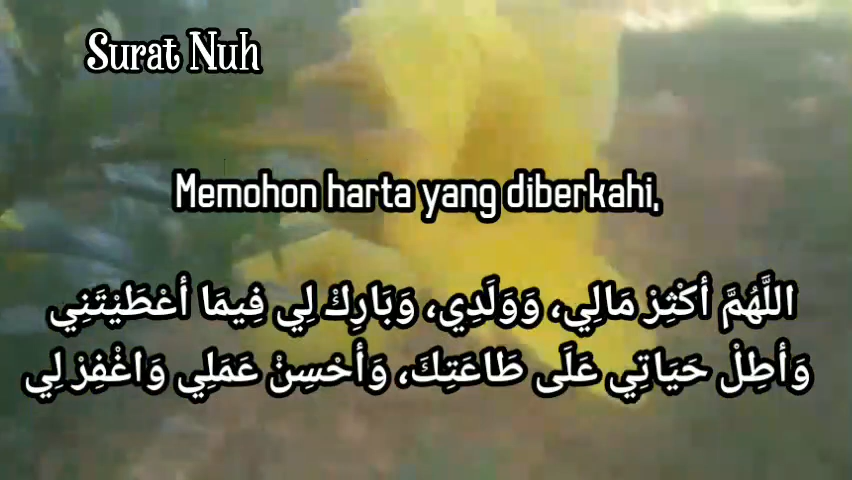 Surat Nuh
Memohon harta yang diberkahi,
اللَّهُمَّ أَكْثِرْ مَالِي، وَوَلَدِي، وَبَارِكْ لِي فِيمَا أَعْطَيْتَنِي
وَأَطِلْ حَيَاتِي عَلَى طَاعَتِكَ، وَأَحْسِنْ عَمَلِي وَاغْفِرْ لِي